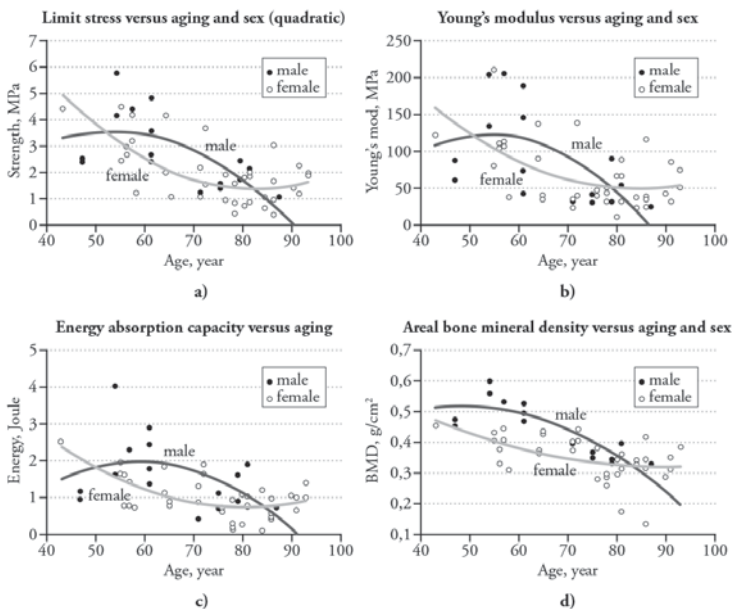 Limit stress versus aging and sex (quadratic)
7
6
5
4
3
2
1
0
Strength, MPa
male
female
male
female
40 50 60 70 80 90 100
Age, year
a)
Young's modulus versus aging and sex
250
200
150
100
50
0
Young's mod, MPa
male
female
male
female
40 50 60 70 80 90 100
Age, year
b)
Energy absorption capacity versus aging
5
4
3
2
1
0
Energy, Joule
male
female
male
female
40 50 60 70 80 90 100
Age, year
c)
Areal bone mineral density versus aging and sex
0,7
0,6
0,5
0,4
0,3
0,2
0,1
BMD, g/cm²
male
female
male
female
40 50 60 70 80 90 100
Age, year
d)